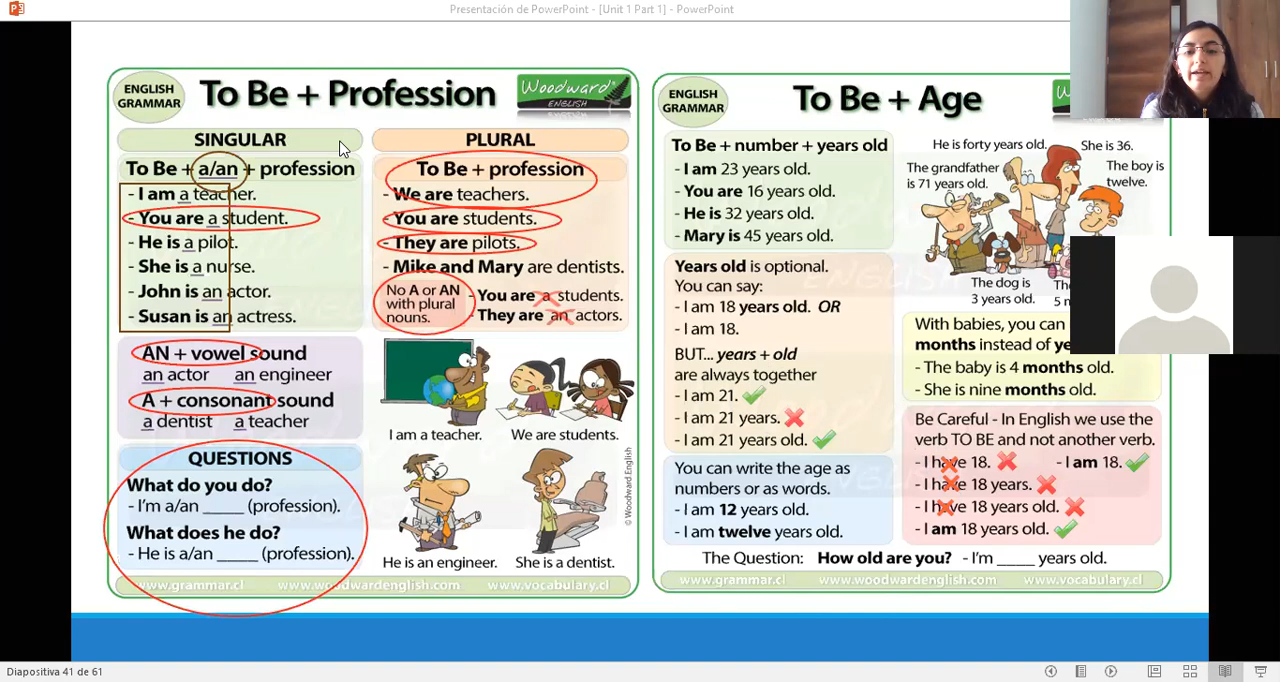 Presentación de PowerPoint - [Unit 1 Part 1] - PowerPoint
ENGLISH GRAMMAR
To Be + Profession
Woodward
ENGLISH
SINGULAR
To Be + a/an + profession
- I am a teacher.
- You are a student.
- He is a pilot.
- She is a nurse.
- John is an actor.
- Susan is an actress.
AN + vowel sound
an actor an engineer
A + consonant sound
a dentist a teacher
QUESTIONS
What do you do?
- I'm a/an ____ (profession).
What does he do?
- He is a/an ____ (profession).
PLURAL
To Be + profession
- We are teachers.
- You are students.
- They are pilots.
- Mike and Mary are dentists.
No A or AN
with plural
nouns.
- You are a students.
- They are an actors.
I am a teacher. We are students.
He is an engineer. She is a dentist.
© Woodward English
www.grammar.cl www.woodwardenglish.com www.vocabulary.cl
ENGLISH GRAMMAR
To Be + Age
To Be + number + years old
- I am 23 years old.
- You are 16 years old.
- He is 32 years old.
- Mary is 45 years old.
Years old is optional.
You can say:
- I am 18 years old. OR
- I am 18.
BUT... years + old
are always together
- I am 21.
- I am 21 years.
- I am 21 years old.
You can write the age as
numbers or as words.
- I am 12 years old.
- I am twelve years old.
He is forty years old. She is 36.
The grandfather
is 71 years old.
The boy is
twelve.
The dog is
3 years old.
With babies, you can
months instead of
- The baby is 4 months old.
- She is nine months old.
Be Careful - In English we use the
verb TO BE and not another verb.
- I have 18. - I am 18.
- I have 18 years.
- I have 18 years old.
- I am 18 years old.
The Question: How old are you? - I'm ____ years old.
www.grammar.cl www.woodwardenglish.com www.vocabulary.cl
Diapositiva 41 de 61